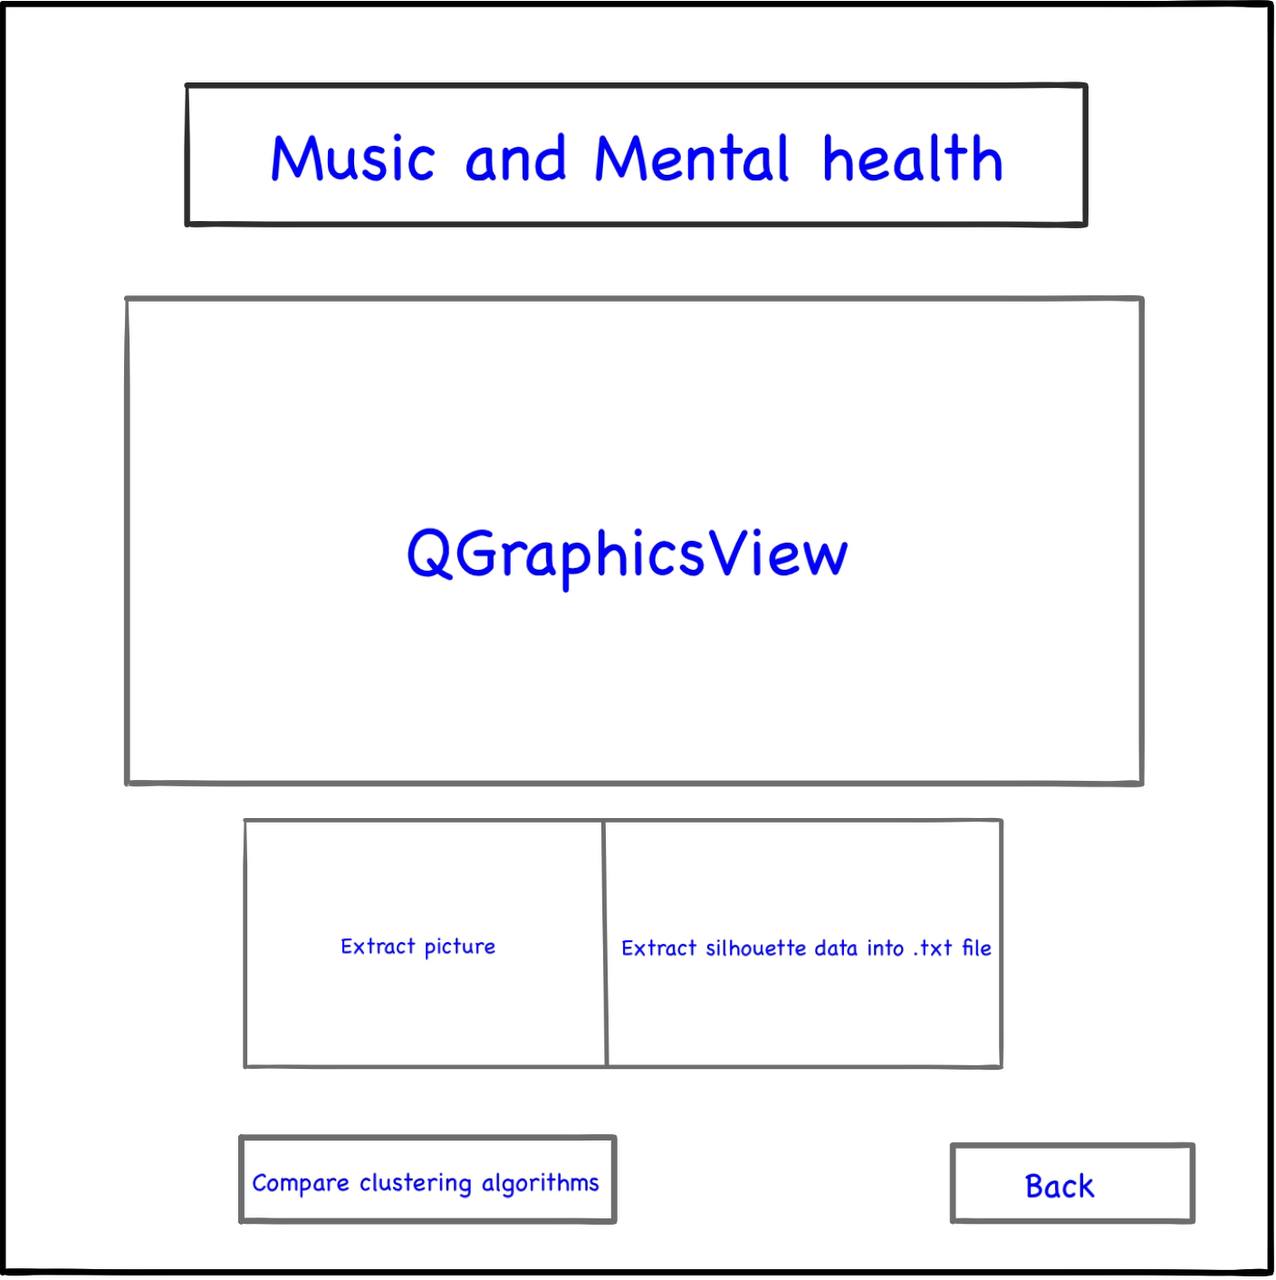 Music and Mental health
QGraphicsView
Extract picture
Extract silhouette data into .txt file
Compare clustering algorithms
Back